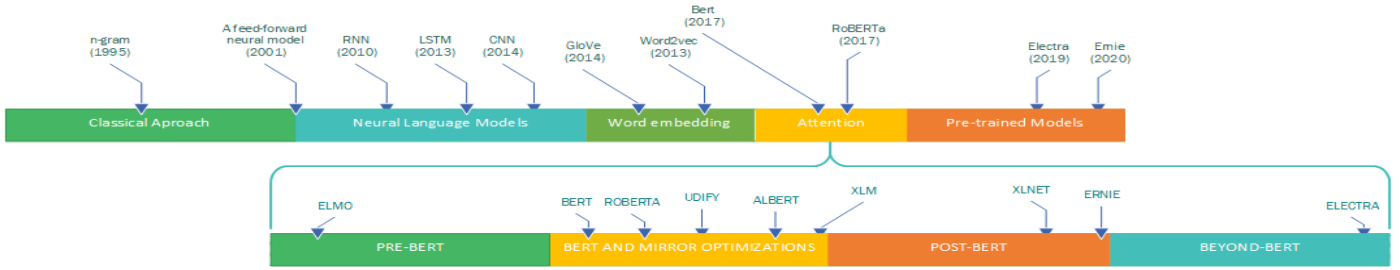 n-gram
(1995)
A feed-forward
neural model
(2001)
RNN
(2010)
LSTM
(2013)
CNN
(2014)
GloVe
(2014)
Word2vec
(2013)
Bert
(2017)
RoBERTa
(2017)
Electra
(2019)
Ernie
(2020)
Classical Aproach
Neural Language Models
Word embedding
Attention
Pre-trained Models
ELMO
BERT
ROBERTA
UDIFY
ALBERT
XLM
XLNET
ERNIE
ELECTRA
PRE-BERT
BERT AND MIRROR OPTIMIZATIONS
POST-BERT
BEYOND-BERT